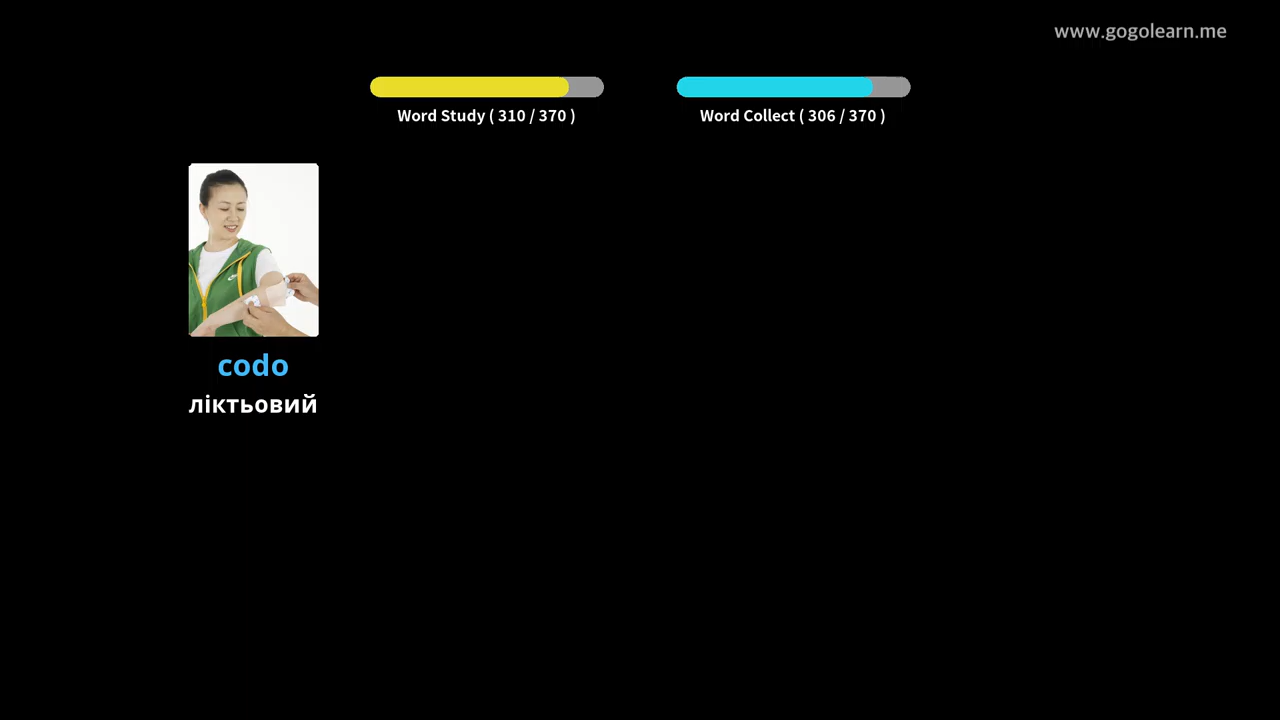 www.gogolearn.me
Word Study ( 310 / 370 )
Word Collect ( 306 / 370 )
codo
ліктьовий